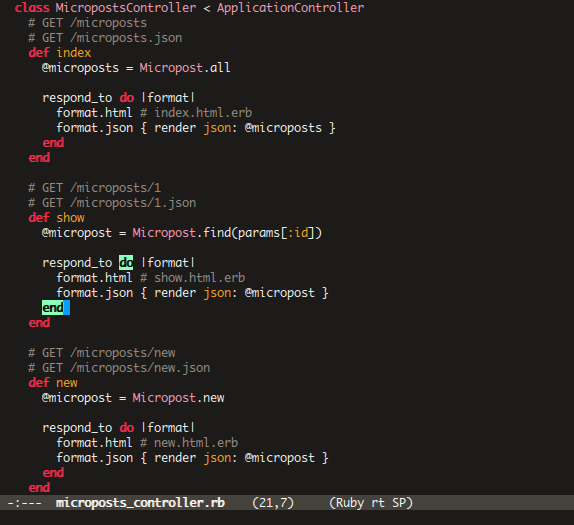 class MicropostsController < ApplicationController
  # GET /microposts
  # GET /microposts.json
  def index
    @microposts = Micropost.all

    respond_to do |format|
      format.html # index.html.erb
      format.json { render json: @microposts }
    end
  end

  # GET /microposts/1
  # GET /microposts/1.json
  def show
    @micropost = Micropost.find(params[:id])

    respond_to do |format|
      format.html # show.html.erb
      format.json { render json: @micropost }
    end
  end

  # GET /microposts/new
  # GET /microposts/new.json
  def new
    @micropost = Micropost.new

    respond_to do |format|
      format.html # new.html.erb
      format.json { render json: @micropost }
    end
  end
-:---  microposts_controller.rb    (21,7)     (Ruby rt SP)